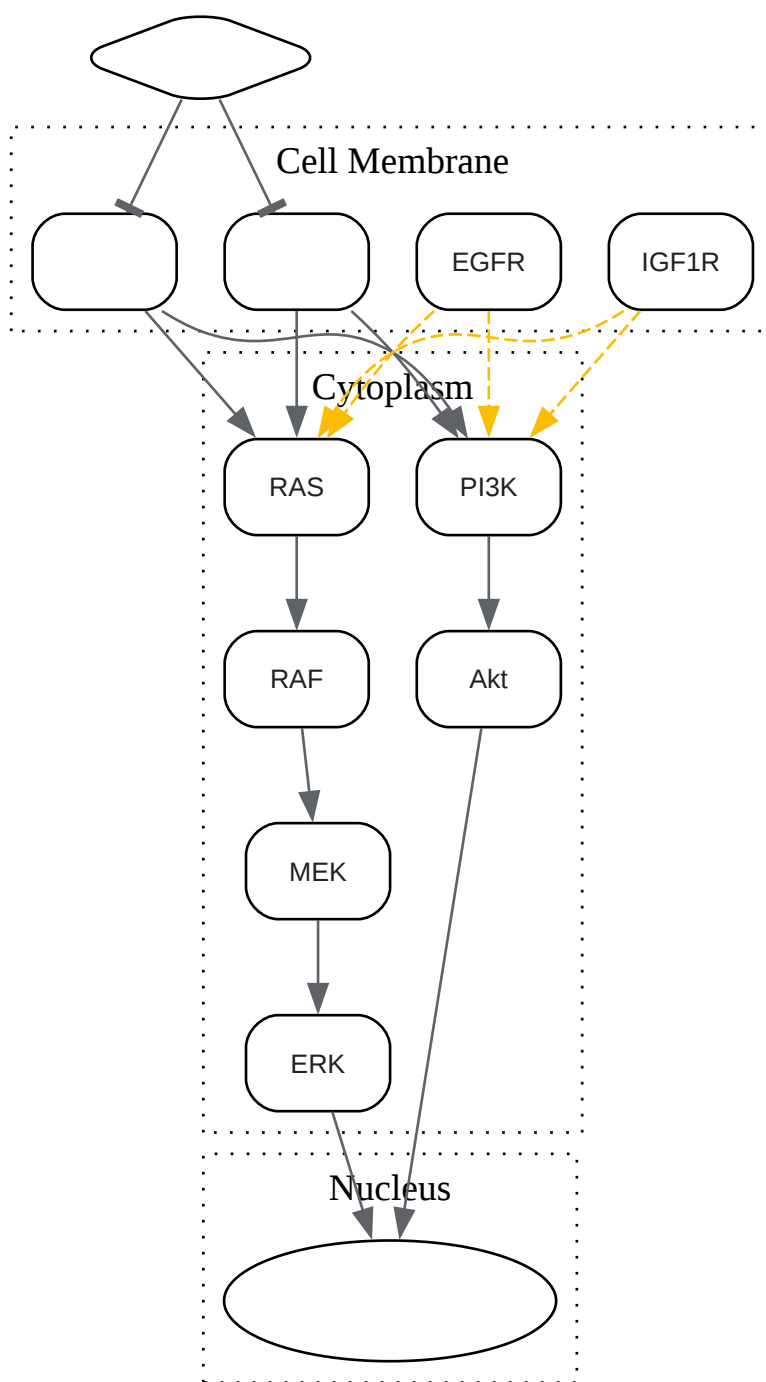 Cell Membrane
EGFR
IGF1R
Cytoplasm
RAS
PI3K
RAF
Akt
MEK
ERK
Nucleus